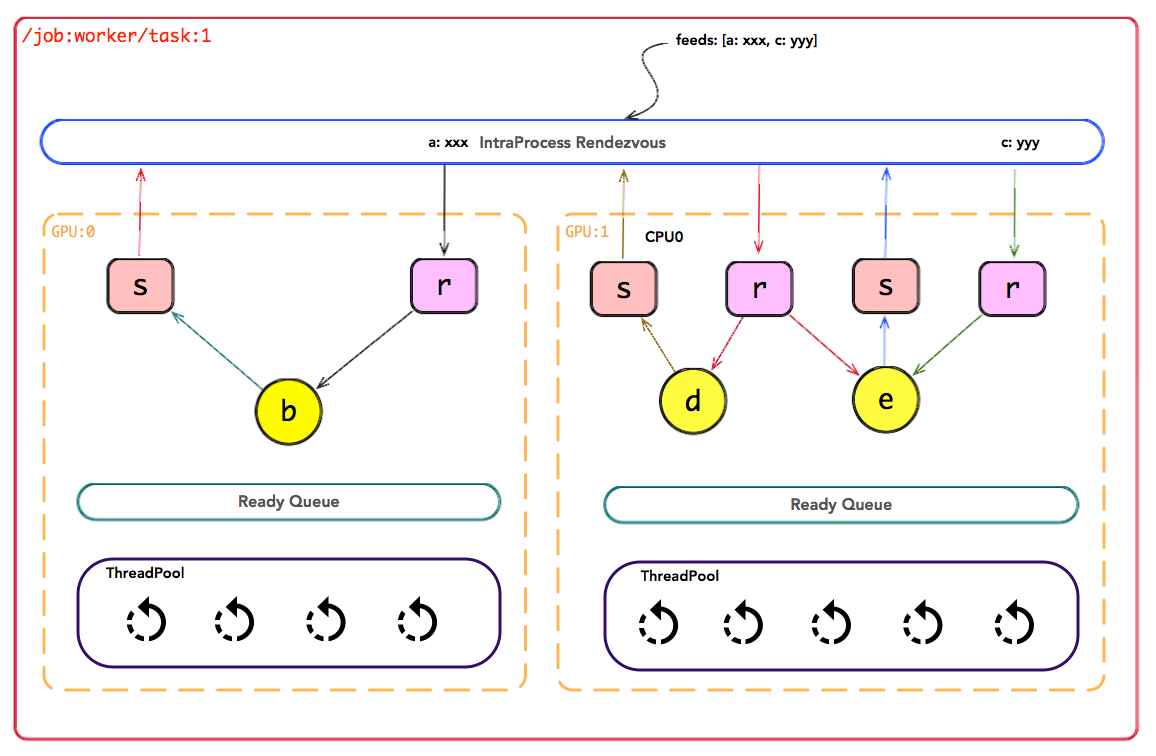 /job:worker/task:1
feeds: [a: xxx, c: yyy]
a: xxx IntraProcess Rendezvous c: yyy
GPU:0
s
r
b
Ready Queue
ThreadPool
GPU:1
CPU0
s
r
s
r
d
e
Ready Queue
ThreadPool